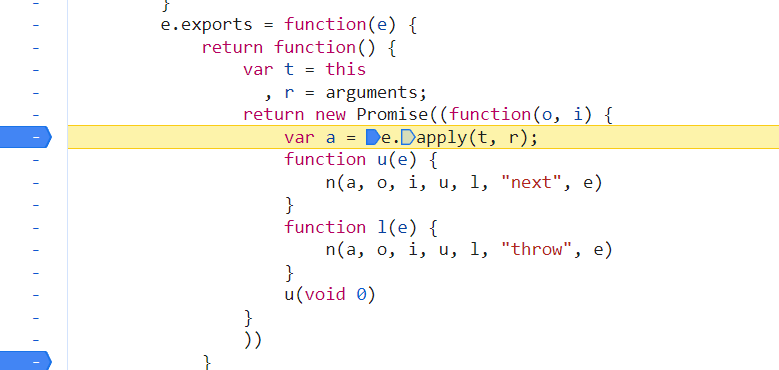 }
e.exports = function(e) {
return function() {
var t = this
, r = arguments;
return new Promise((function(o, i) {
var a = e.apply(t, r);
function u(e) {
n(a, o, i, u, l, "next", e)
}
function l(e) {
n(a, o, i, u, l, "throw", e)
}
u(void 0)
}
))
}